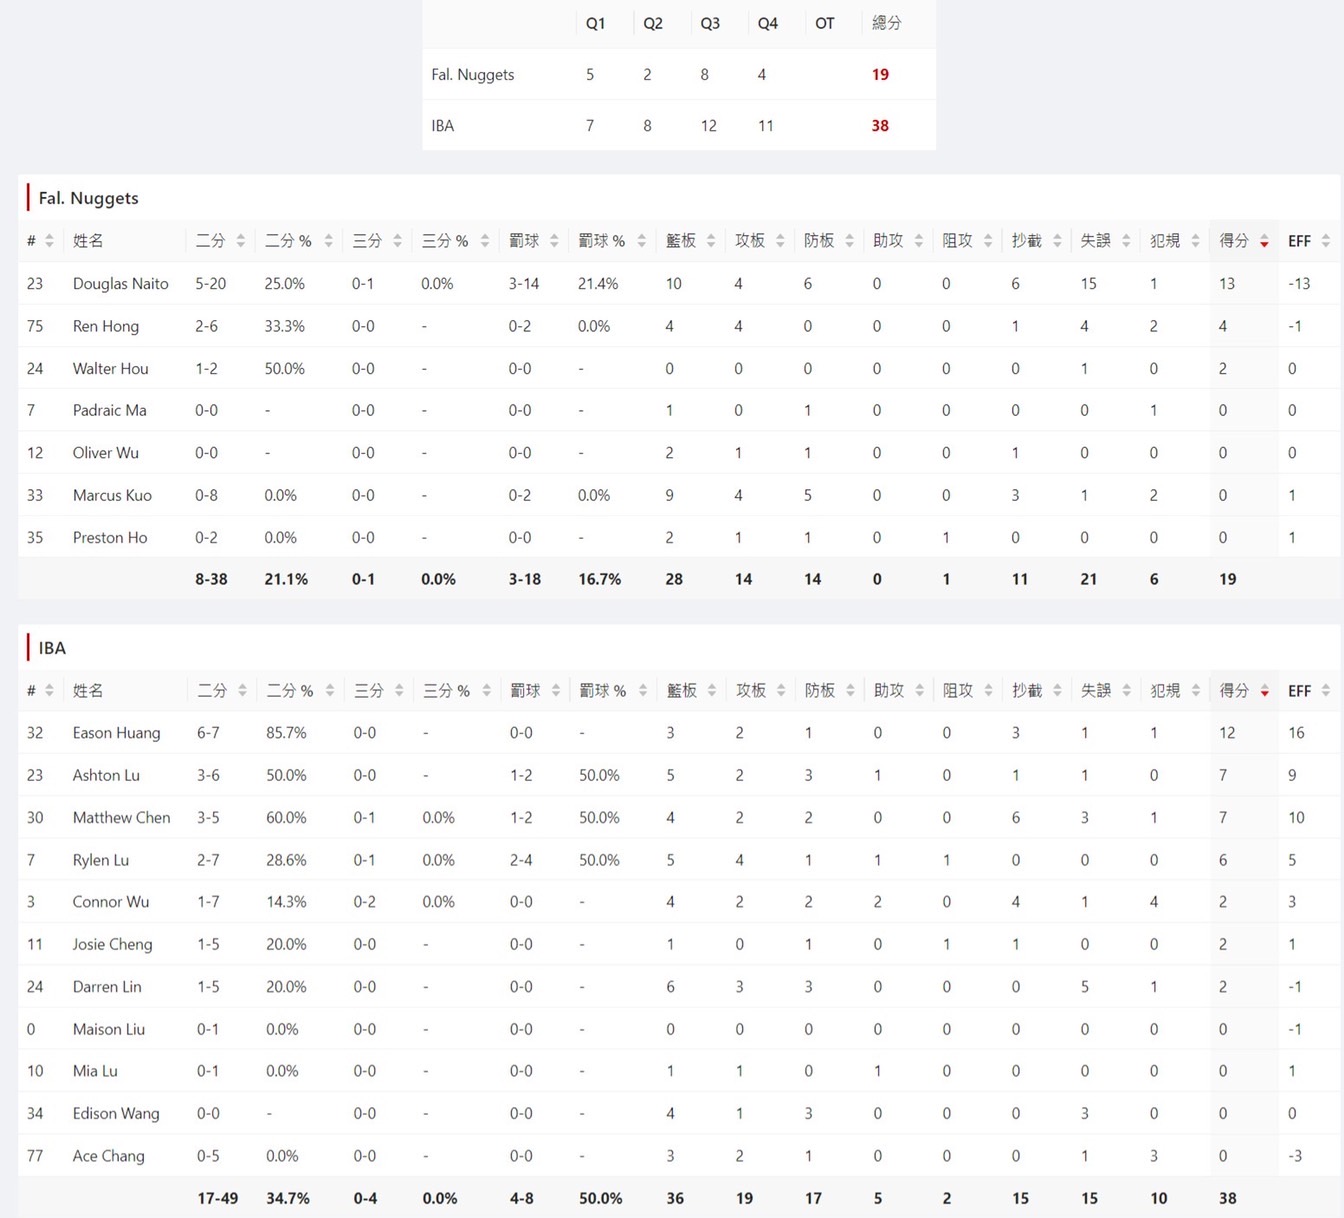 Q1 Q2 Q3 Q4 OT 總分
Fal. Nuggets 5 2 8 4 19
IBA 7 8 12 11 38
Fal. Nuggets
# 姓名 二分 二分 % 三分 三分 % 罰球 罰球 % 籃板 攻板 防板 助攻 阻攻 抄截 失誤 犯規 得分 EFF
23 Douglas Naito 5-20 25.0% 0-1 0.0% 3-14 21.4% 10 4 6 0 0 6 15 1 13 -13
75 Ren Hong 2-6 33.3% 0-0 - 0-2 0.0% 4 4 0 0 0 1 4 2 4 -1
24 Walter Hou 1-2 50.0% 0-0 - 0-0 - 0 0 0 0 0 0 1 0 2 0
7 Padraic Ma 0-0 - 0-0 - 0-0 - 1 0 1 0 0 0 0 1 0 0
12 Oliver Wu 0-0 - 0-0 - 0-0 - 2 1 1 0 0 1 0 0 0 0
33 Marcus Kuo 0-8 0.0% 0-0 - 0-2 0.0% 9 4 5 0 0 3 1 2 0 1
35 Preston Ho 0-2 0.0% 0-0 - 0-0 - 2 1 1 0 1 0 0 0 0 1
8-38 21.1% 0-1 0.0% 3-18 16.7% 28 14 14 0 1 11 21 6 19
IBA
# 姓名 二分 二分 % 三分 三分 % 罰球 罰球 % 籃板 攻板 防板 助攻 阻攻 抄截 失誤 犯規 得分 EFF
32 Eason Huang 6-7 85.7% 0-0 - 0-0 - 3 2 1 0 0 3 1 1 12 16
23 Ashton Lu 3-6 50.0% 0-0 - 1-2 50.0% 5 2 3 1 0 1 1 0 7 9
30 Matthew Chen 3-5 60.0% 0-1 0.0% 1-2 50.0% 4 2 2 0 0 6 3 1 7 10
7 Rylen Lu 2-7 28.6% 0-1 0.0% 2-4 50.0% 5 4 1 1 1 0 0 0 6 5
3 Connor Wu 1-7 14.3% 0-2 0.0% 0-0 - 4 2 2 2 0 4 1 4 2 3
11 Josie Cheng 1-5 20.0% 0-0 - 0-0 - 1 0 1 0 1 1 0 0 2 1
24 Darren Lin 1-5 20.0% 0-0 - 0-0 - 6 3 3 0 0 0 5 1 2 -1
0 Maison Liu 0-1 0.0% 0-0 - 0-0 - 0 0 0 0 0 0 0 0 0 -1
10 Mia Lu 0-1 0.0% 0-0 - 0-0 - 1 1 0 1 0 0 0 0 0 1
34 Edison Wang 0-0 - 0-0 - 0-0 - 4 1 3 0 0 0 3 0 0 0
77 Ace Chang 0-5 0.0% 0-0 - 0-0 - 3 2 1 0 0 0 1 3 0 -3
17-49 34.7% 0-4 0.0% 4-8 50.0% 36 19 17 5 2 15 15 10 38